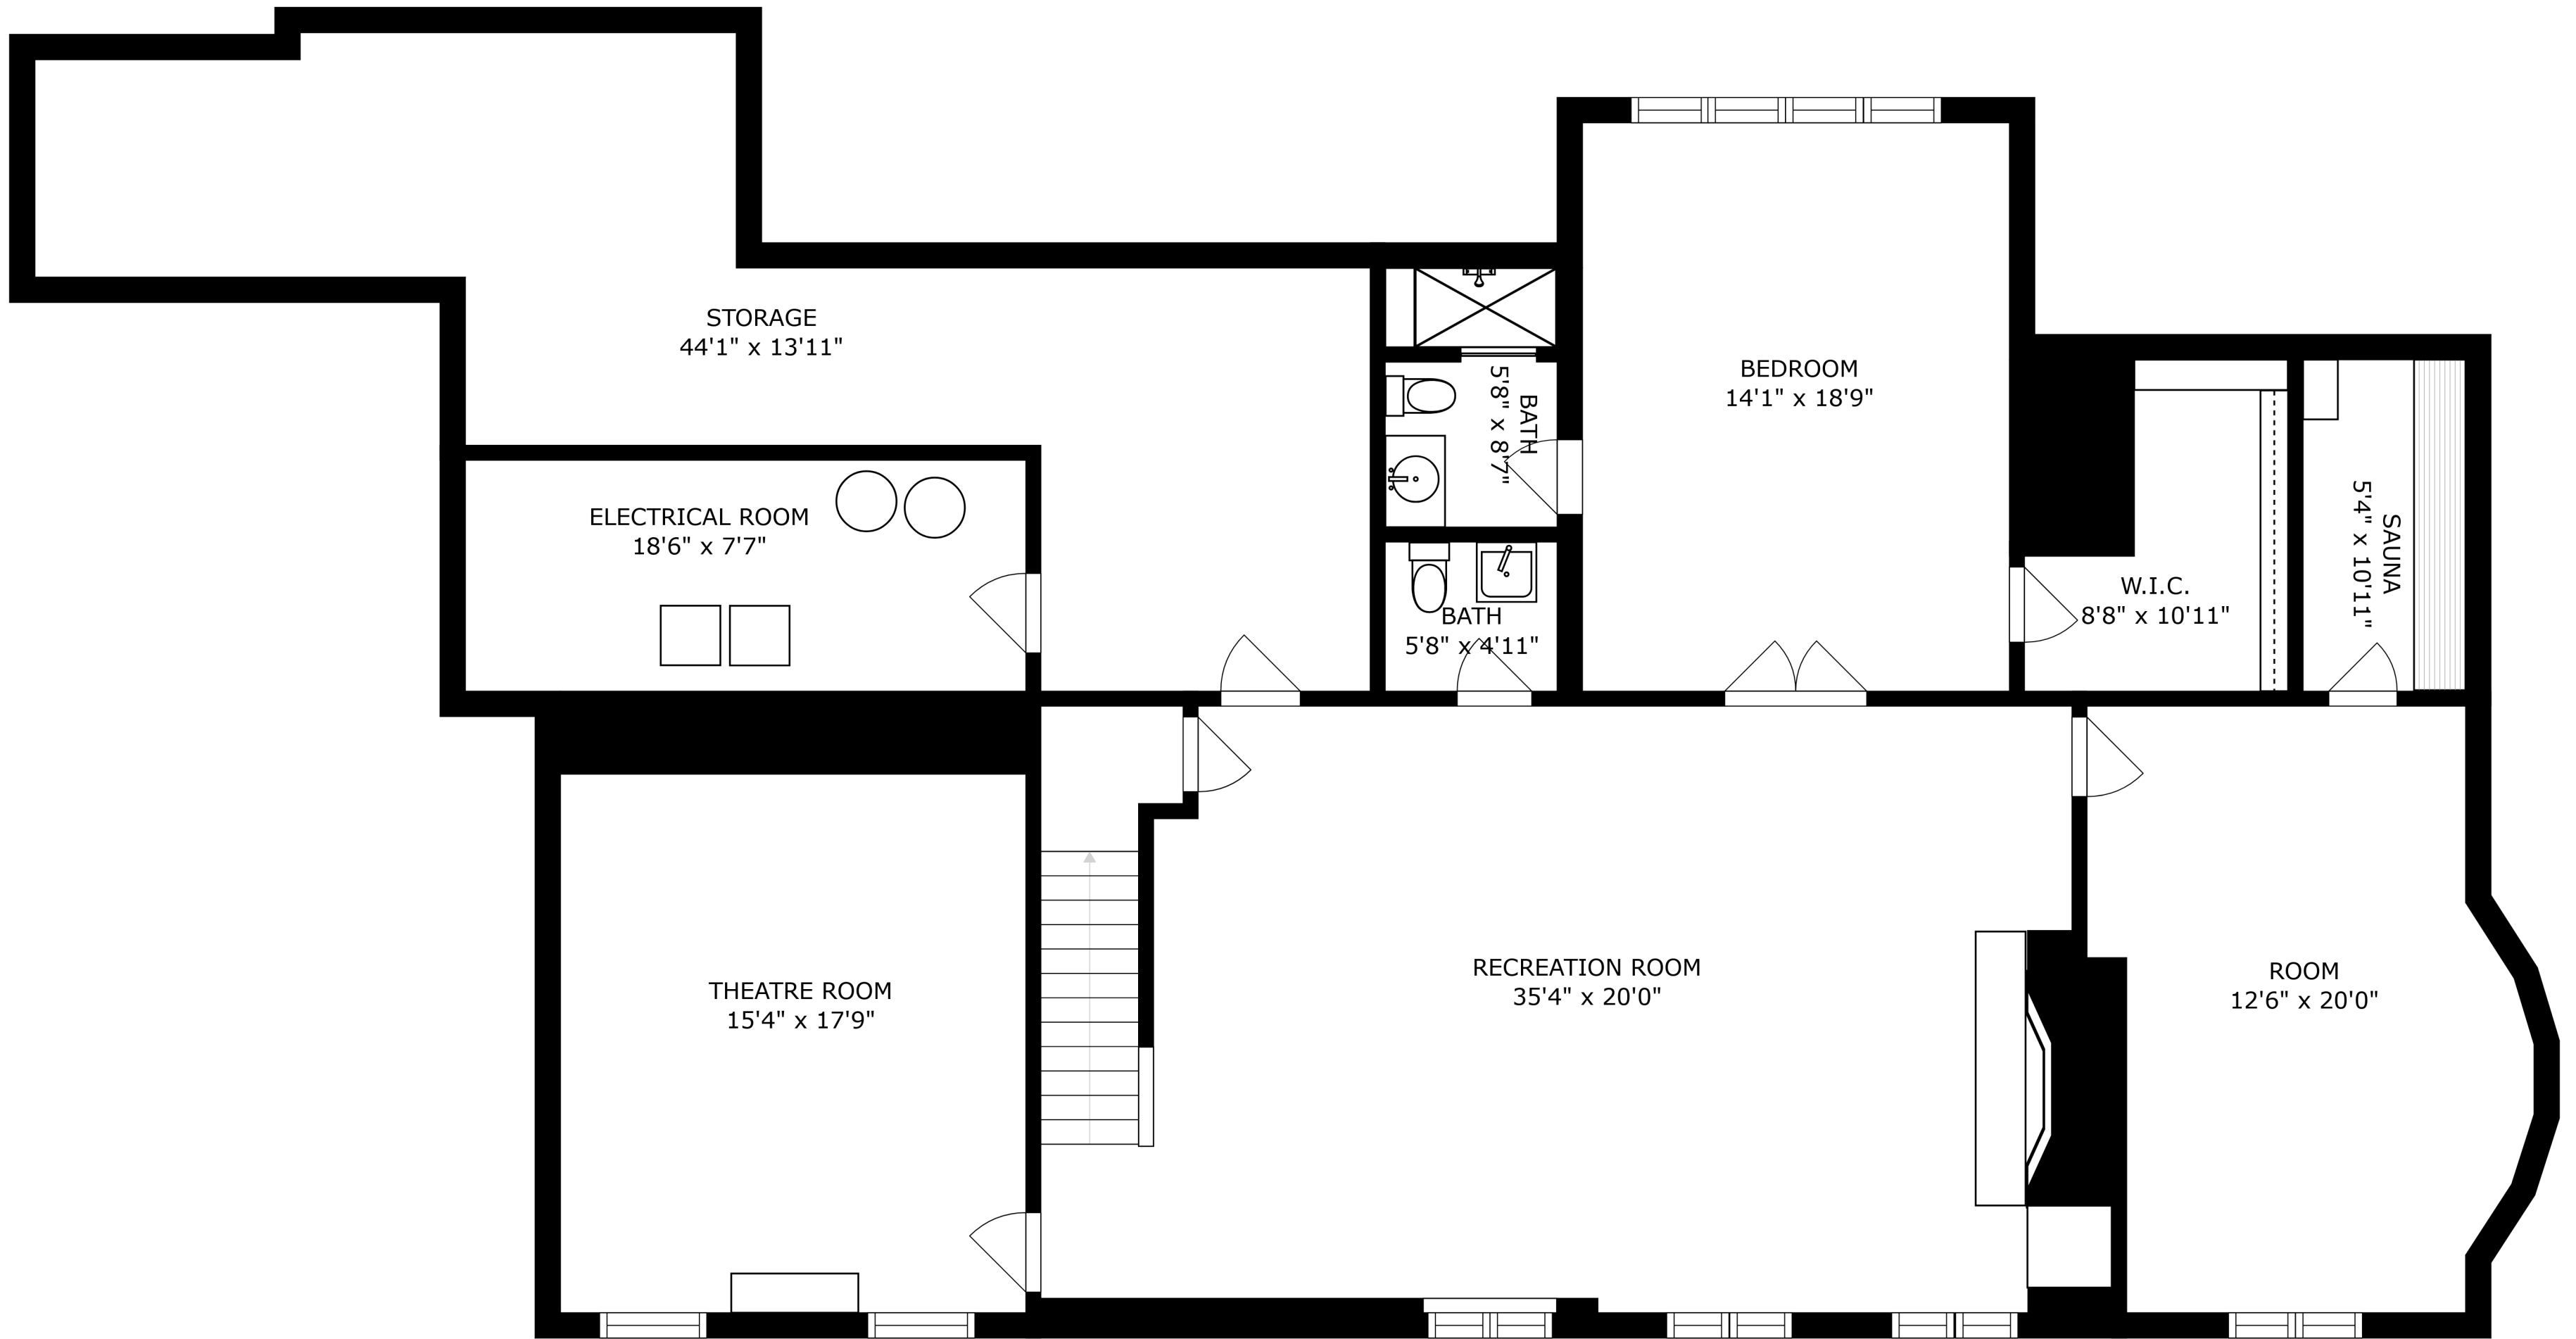 STORAGE
44'1" x 13'11"
BEDROOM
14'1" x 18'9"
BATH
5'8" x 8'7"
ELECTRICAL ROOM
18'6" x 7'7"
SAUNA
5'4" x 10'11"
W.I.C.
8'8" x 10'11"
BATH
5'8" x 4'11"
THEATRE ROOM
15'4" x 17'9"
RECREATION ROOM
35'4" x 20'0"
ROOM
12'6" x 20'0"